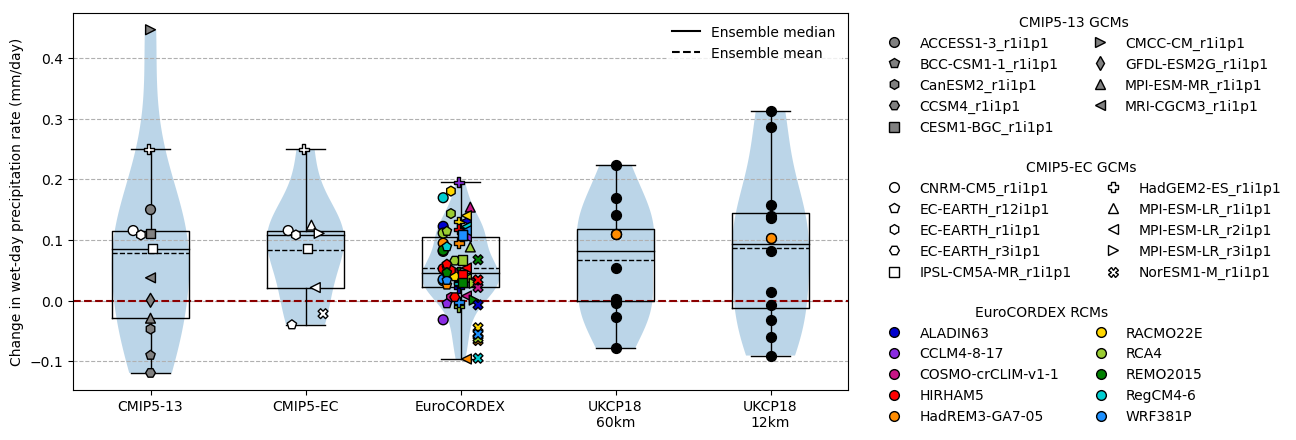 Change in wet-day precipitation rate (mm/day)
0.4
0.3
0.2
0.1
0.0
−0.1
Ensemble median
Ensemble mean
CMIP5-13
CMIP5-EC
EuroCORDEX
UKCP18
60km
UKCP18
12km
CMIP5-13 GCMs
ACCESS1-3_r1i1p1
BCC-CSM1-1_r1i1p1
CanESM2_r1i1p1
CCSM4_r1i1p1
CESM1-BGC_r1i1p1
CMCC-CM_r1i1p1
GFDL-ESM2G_r1i1p1
MPI-ESM-MR_r1i1p1
MRI-CGCM3_r1i1p1
CMIP5-EC GCMs
CNRM-CM5_r1i1p1
EC-EARTH_r12i1p1
EC-EARTH_r1i1p1
EC-EARTH_r3i1p1
IPSL-CM5A-MR_r1i1p1
HadGEM2-ES_r1i1p1
MPI-ESM-LR_r1i1p1
MPI-ESM-LR_r2i1p1
MPI-ESM-LR_r3i1p1
NorESM1-M_r1i1p1
EuroCORDEX RCMs
ALADIN63
CCLM4-8-17
COSMO-crCLIM-v1-1
HIRHAM5
HadREM3-GA7-05
RACMO22E
RCA4
REMO2015
RegCM4-6
WRF381P